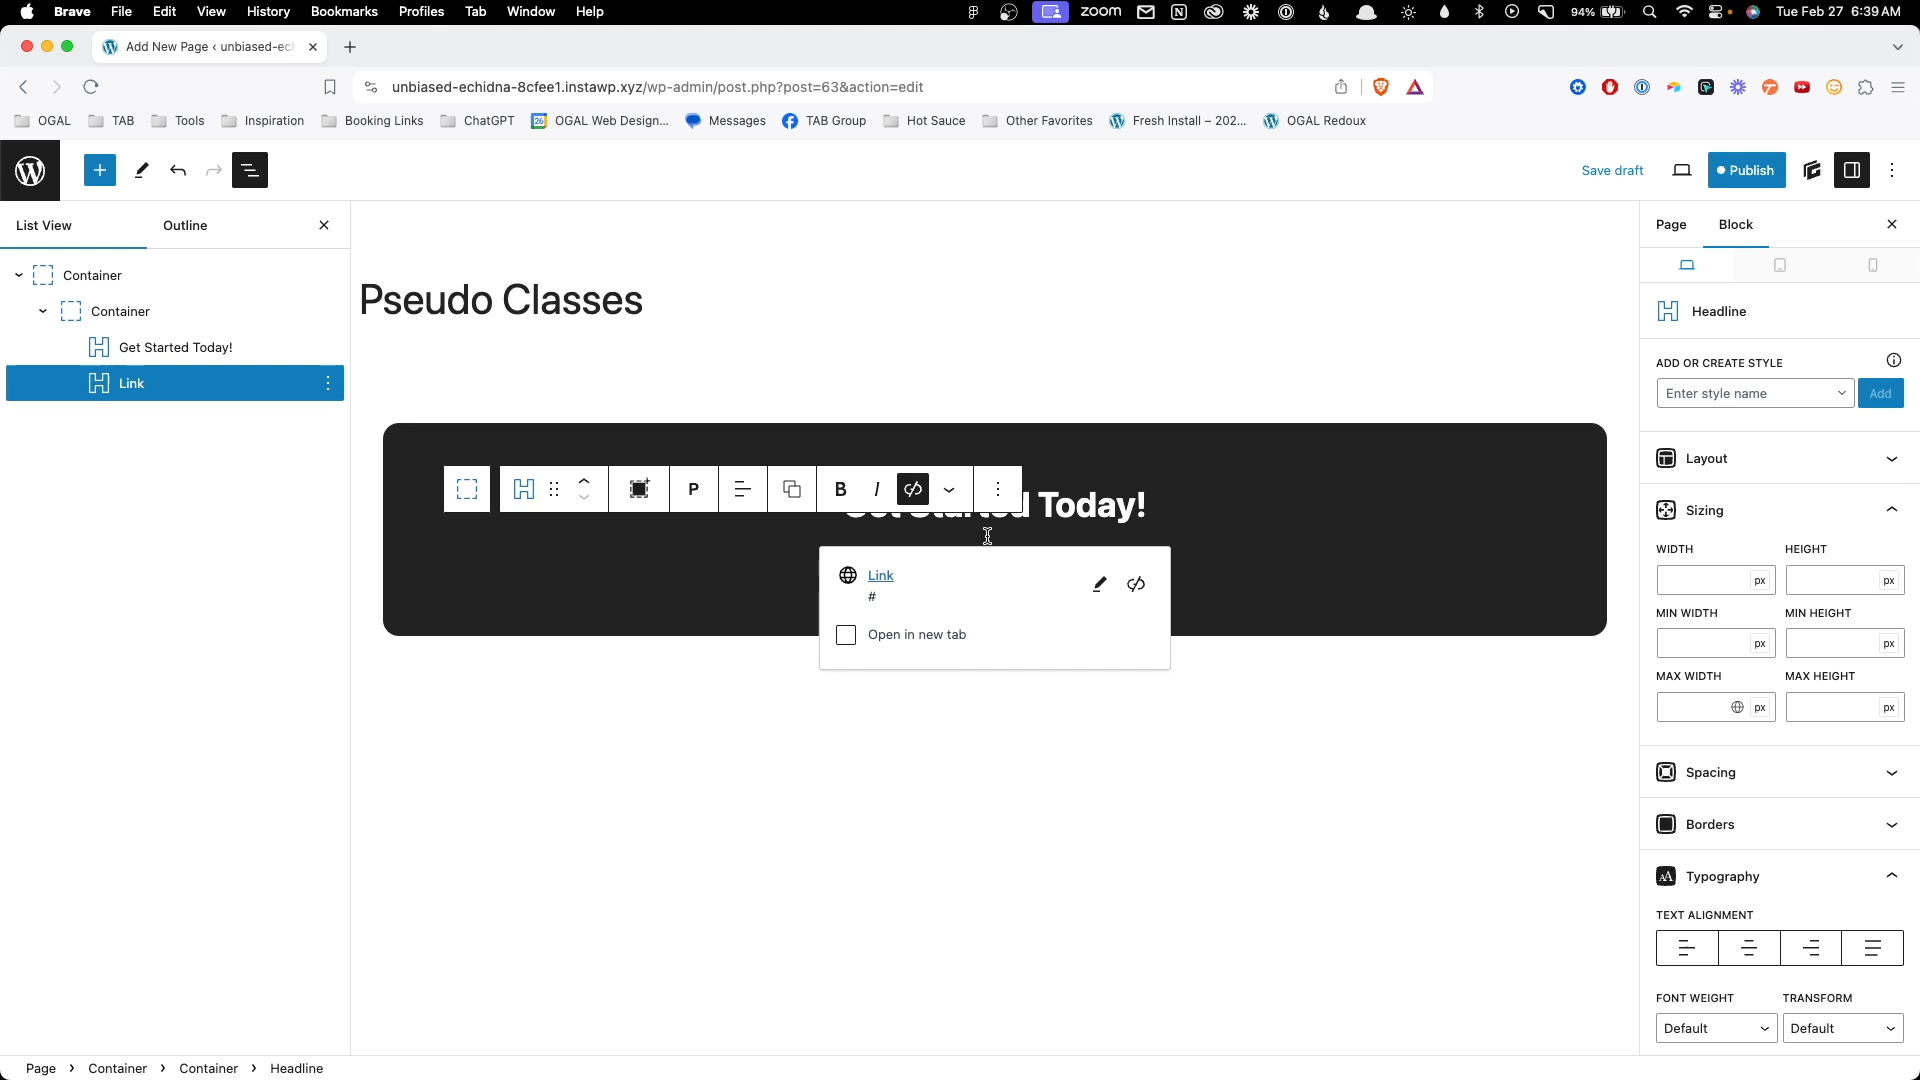 Brave File Edit View History Bookmarks Profiles Tab Window Help
zoom 94% Tue Feb 27 6:39 AM
Add New Page ‹ unbiased-ech
unbiased-echidna-8cfee1.instawp.xyz/wp-admin/post.php?post=63&action=edit
OGAL TAB Tools Inspiration Booking Links ChatGPT OGAL Web Design... Messages TAB Group Hot Sauce Other Favorites Fresh Install – 202... OGAL Redoux
Save draft Publish
List View Outline
Container
Container
Get Started Today!
Link
Pseudo Classes
P B I
Today!
Link
#
Open in new tab
Page Block
Headline
ADD OR CREATE STYLE
Enter style name Add
Layout
Sizing
WIDTH HEIGHT
px px
MIN WIDTH MIN HEIGHT
px px
MAX WIDTH MAX HEIGHT
px px
Spacing
Borders
Typography
TEXT ALIGNMENT
FONT WEIGHT TRANSFORM
Default Default
Page › Container › Container › Headline